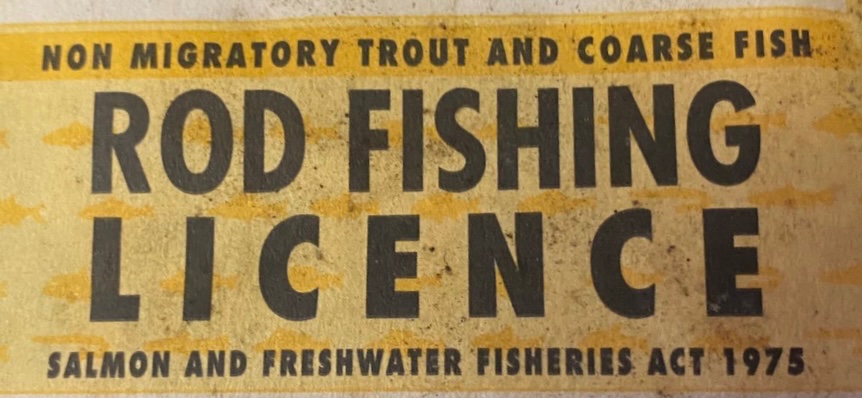 NON MIGRATORY TROUT AND COARSE FISH
ROD FISHING
LICENCE
SALMON AND FRESHWATER FISHERIES ACT 1975